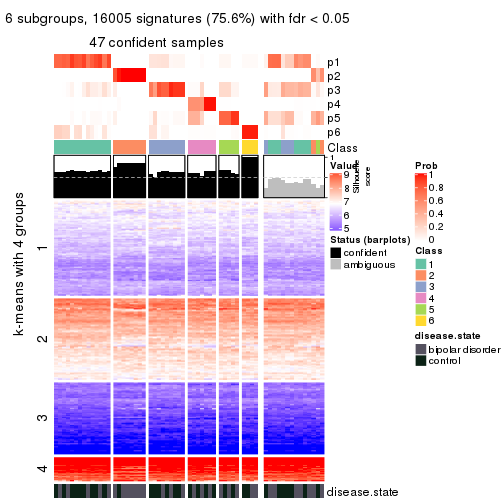 6 subgroups, 16005 signatures (75.6%) with fdr < 0.05
47 confident samples
p1
p2
p3
p4
p5
p6
Class
1
Silhouette
score
k-means with 4 groups
1
2
3
4
disease.state
Value
9
8
7
6
5
Status (barplots)
confident
ambiguous
Prob
1
0.8
0.6
0.4
0.2
0
Class
1
2
3
4
5
6
disease.state
bipolar disorder
control